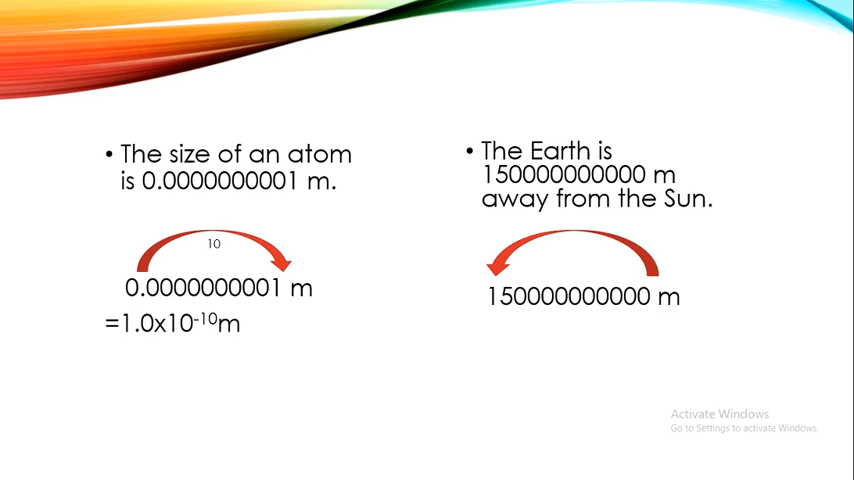 • The size of an atom
is 0.0000000001 m.
10
0.0000000001 m
=1.0x10⁻¹⁰m
• The Earth is
150000000000 m
away from the Sun.
150000000000 m
Activate Windows
Go to Settings to activate Windows.